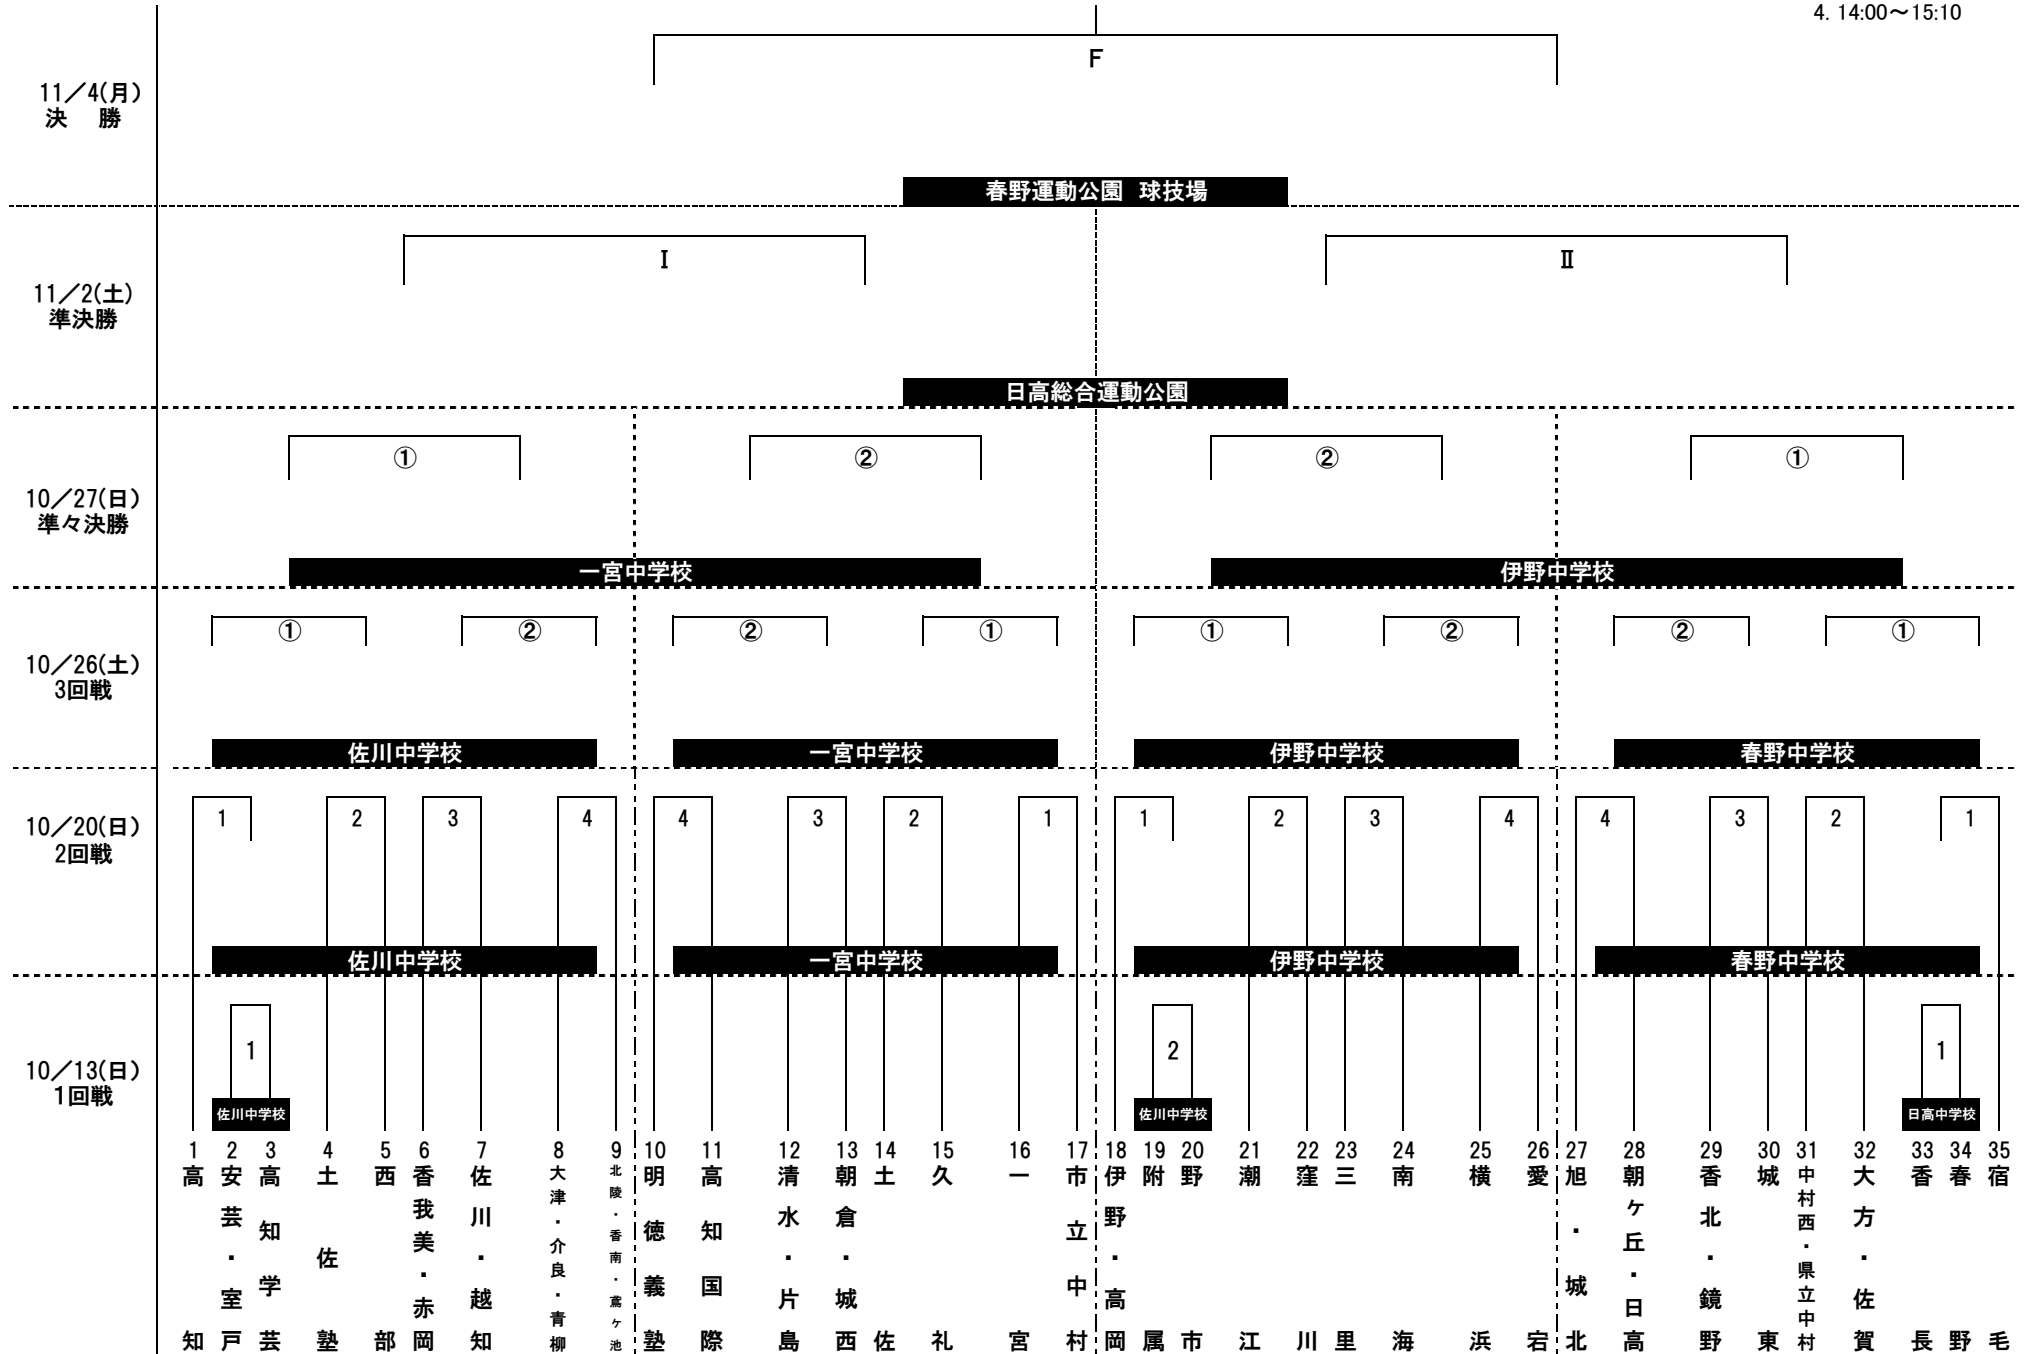 4. 14:00～15:10
F
11／4(月)
決　勝
春野運動公園　球技場
Ⅰ
Ⅱ
11／2(土)
準決勝
日高総合運動公園
①
②
②
①
10／27(日)
準々決勝
一宮中学校
伊野中学校
①
②
②
①
①
②
②
①
10／26(土)
3回戦
佐川中学校
一宮中学校
伊野中学校
春野中学校
1
2
3
4
4
3
2
1
1
2
3
4
4
3
2
1
10／20(日)
2回戦
佐川中学校
一宮中学校
伊野中学校
春野中学校
1
2
1
10／13(日)
1回戦
佐川中学校
佐川中学校
日高中学校
1
高知
2
安芸・室戸
3
高知学芸
4
土佐塾
5
西部
6
香我美・赤岡
7
佐川・越知
8
大津・介良・青柳
9
北陵・香南・鳶ヶ池
10
明徳義塾
11
高知国際
12
清水・片島
13
朝倉・城西
14
土佐
15
久礼
16
一宮
17
市立中村
18
伊野・高岡
19
附属
20
野市
21
潮江
22
窪川
23
三里
24
南海
25
横浜
26
愛宕
27
旭・城北
28
朝ヶ丘・日高
29
香北・鏡野
30
城東
31
中村西・県立中村
32
大方・佐賀
33
香長
34
春野
35
宿毛